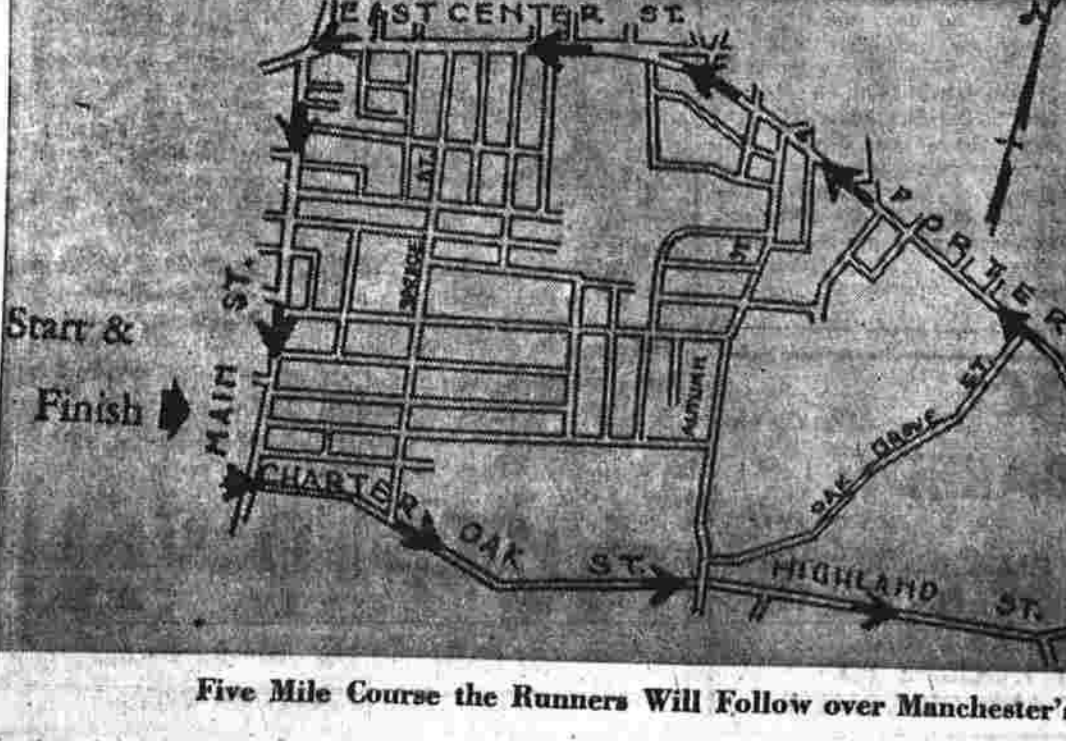 EAST CENTER ST.
N
PORTER
ST.
Start &
Finish
MAIN ST.
AUTUMN
OAK GROVE ST.
CHARTER OAK ST.
HIGHLAND ST.
Five Mile Course the Runners Will Follow over Manchester's